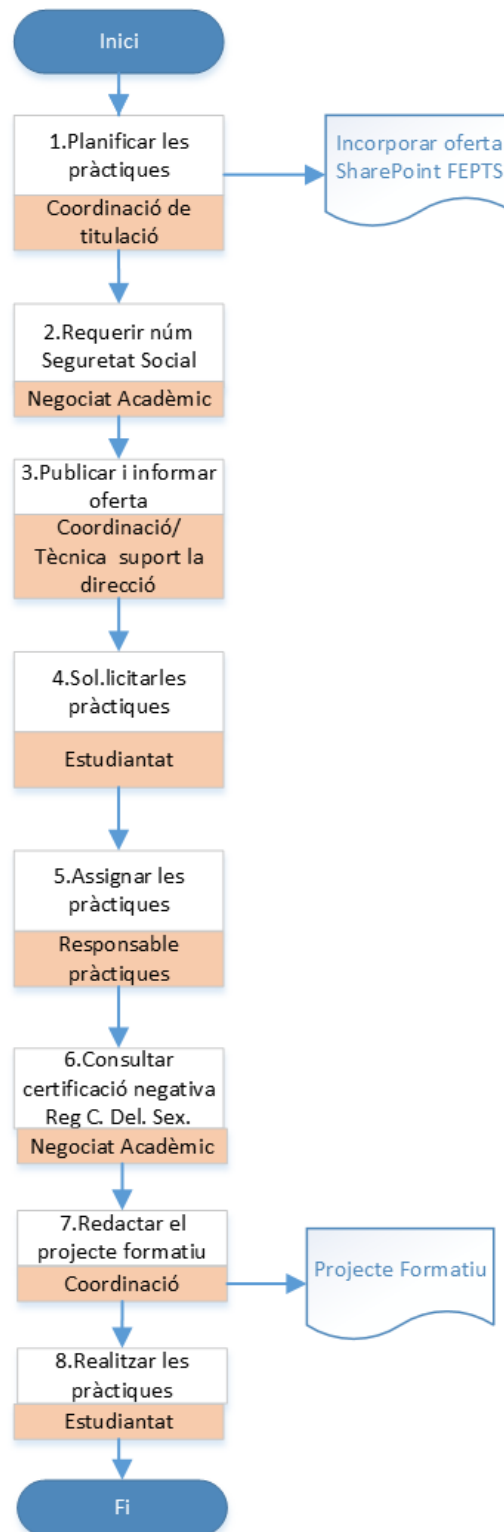 Inici
1.Planificar les
pràctiques
Coordinació de
titulació
Incorporar oferta
SharePoint FEPTS
2.Requerir núm
Seguretat Social
Negociat Acadèmic
3.Publicar i informar
oferta
Coordinació/
Tècnica suport la
direcció
4.Sol.licitarles
pràctiques
Estudiantat
5.Assignar les
pràctiques
Responsable
pràctiques
6.Consultar
certificació negativa
Reg C. Del. Sex.
Negociat Acadèmic
7.Redactar el
projecte formatiu
Coordinació
Projecte Formatiu
8.Realitzar les
pràctiques
Estudiantat
Fi